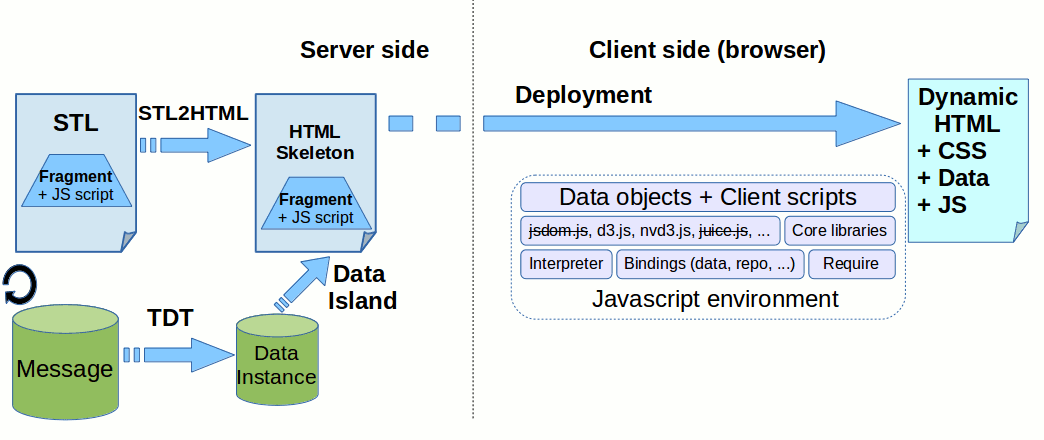 Server side
Client side (browser)
STL
Fragment
+ JS script
STL2HTML
HTML
Skeleton
Fragment
+ JS script
Deployment
Dynamic
HTML
+ CSS
+ Data
+ JS
Data objects + Client scripts
jsdom.js, d3.js, nvd3.js, juice.js, ...
Core libraries
Interpreter
Bindings (data, repo, ...)
Require
Javascript environment
Message
TDT
Data
Instance
Data
Island